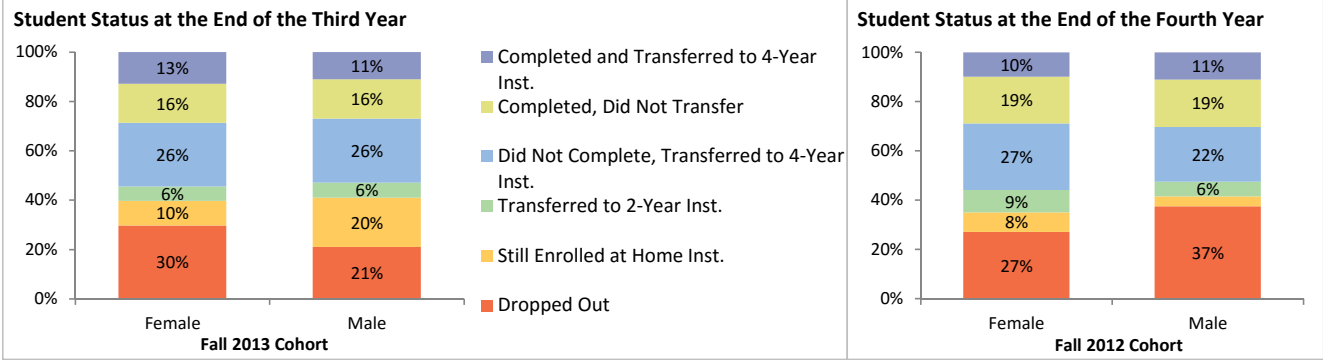 Student Status at the End of the Third Year
100%
80%
60%
40%
20%
0%
13%
16%
26%
6%
10%
30%
11%
16%
26%
6%
20%
21%
Female
Male
Fall 2013 Cohort
Completed and Transferred to 4-Year
Inst.
Completed, Did Not Transfer
Did Not Complete, Transferred to 4-Year
Inst.
Transferred to 2-Year Inst.
Still Enrolled at Home Inst.
Dropped Out
Student Status at the End of the Fourth Year
100%
80%
60%
40%
20%
0%
10%
19%
27%
9%
8%
27%
11%
19%
22%
6%
37%
Female
Male
Fall 2012 Cohort